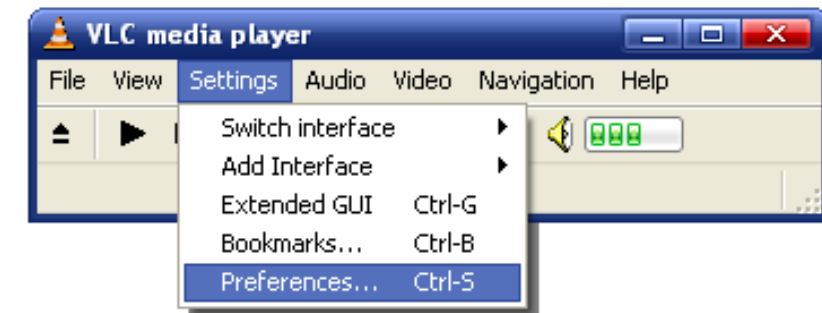 VLC media player
File View Settings Audio Video Navigation Help
Switch interface
Add Interface
Extended GUI Ctrl-G
Bookmarks... Ctrl-B
Preferences... Ctrl-S